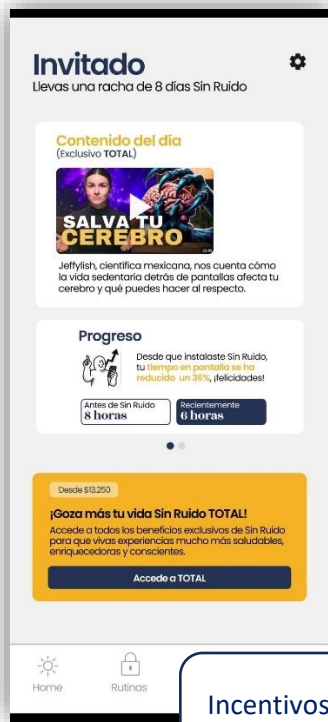 Invitado
Llevas una racha de 8 días Sin Ruido
Contenido del día
(Exclusivo TOTAL)
SALVA TU
CEREBRO
Jeffylish, científica mexicana, nos cuenta cómo
la vida sedentaria detrás de pantallas afecta tu
cerebro y qué puedes hacer al respecto.
Progreso
Desde que instalaste Sin Ruido,
tu tiempo en pantalla se ha
reducido un 36%, ¡felicidades!
Antes de Sin Ruido
8 horas
Recientemente
6 horas
Desde $13.250
¡Goza más tu vida Sin Ruido TOTAL!
Accede a todos los beneficios exclusivos de Sin Ruido
para que vivas experiencias mucho más saludables,
enriquecedoras y conscientes.
Accede a TOTAL
Home
Rutinas
Incentivos